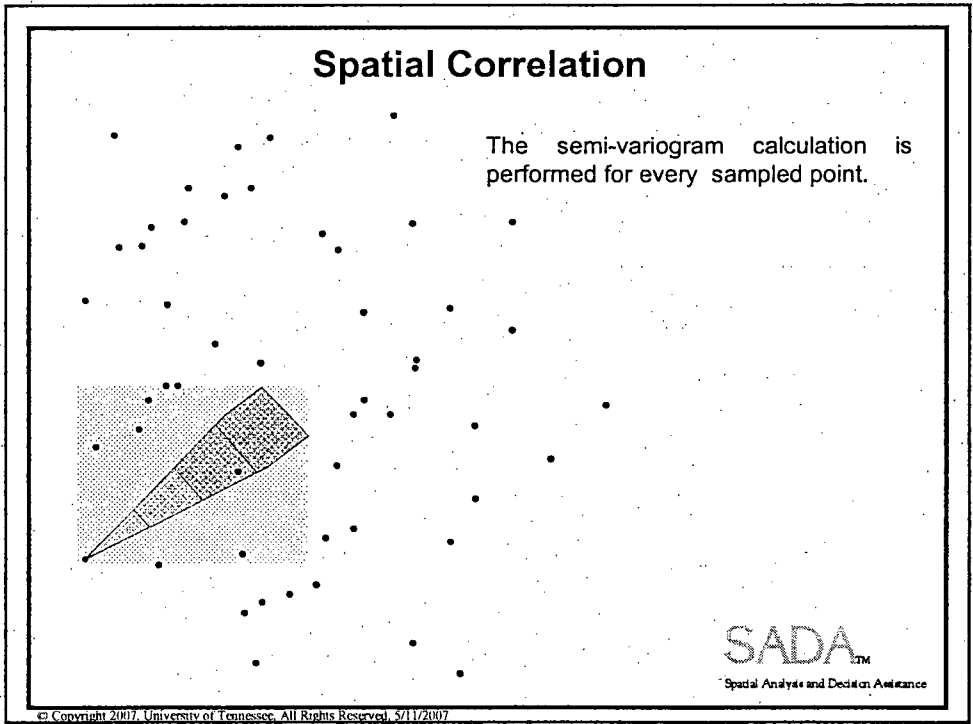 Spatial Correlation
The semi-variogram calculation is
performed for every sampled point.
SADA™
Spatial Analysis and Decision Assistance
© Copyright 2007, University of Tennessee, All Rights Reserved, 5/11/2007